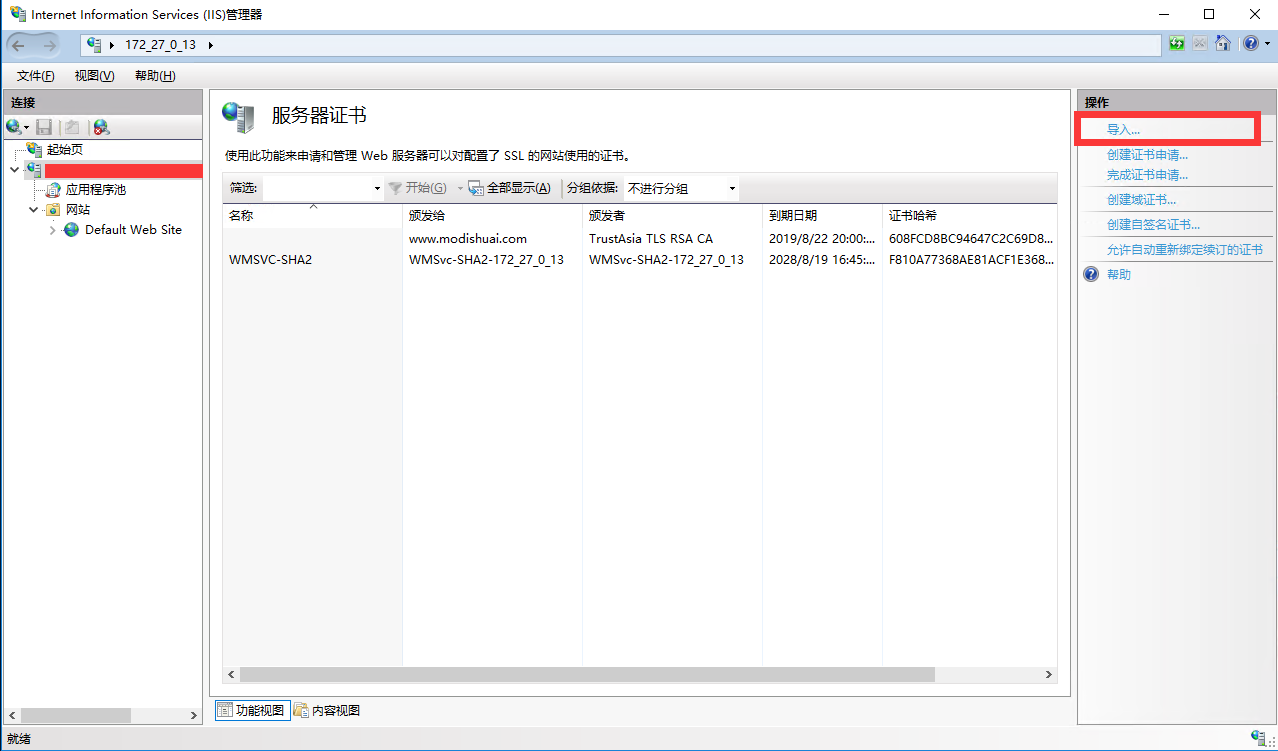 Internet Information Services (IIS)管理器
172_27_0_13
文件(F) 视图(V) 帮助(H)
连接
起始页
应用程序池
网站
Default Web Site
服务器证书
使用此功能来申请和管理 Web 服务器可以对配置了 SSL 的网站使用的证书。
筛选: 开始(G) 全部显示(A) 分组依据: 不进行分组
名称 颁发给 颁发者 到期日期 证书哈希
www.modishuai.com TrustAsia TLS RSA CA 2019/8/22 20:00:... 608FCD8BC94647C2C69D8...
WMSVC-SHA2 WMSvc-SHA2-172_27_0_13 WMSvc-SHA2-172_27_0_13 2028/8/19 16:45:... F810A77368AE81ACF1E368...
操作
导入...
创建证书申请...
完成证书申请...
创建域证书...
创建自签名证书...
允许自动重新绑定续订的证书
帮助
功能视图 内容视图
就绪